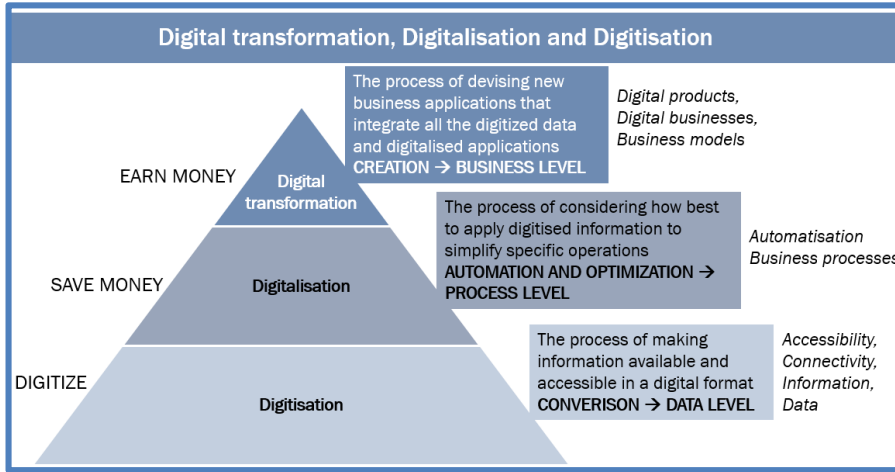 Digital transformation, Digitalisation and Digitisation
The process of devising new
business applications that
integrate all the digitized data
and digitalised applications
CREATION → BUSINESS LEVEL
Digital products,
Digital businesses,
Business models
EARN MONEY
Digital
transformation
The process of considering how best
to apply digitised information to
simplify specific operations
AUTOMATION AND OPTIMIZATION →
PROCESS LEVEL
Automatisation
Business processes
SAVE MONEY
Digitalisation
The process of making
information available and
accessible in a digital format
CONVERISON → DATA LEVEL
Accessibility,
Connectivity,
Information,
Data
DIGITIZE
Digitisation